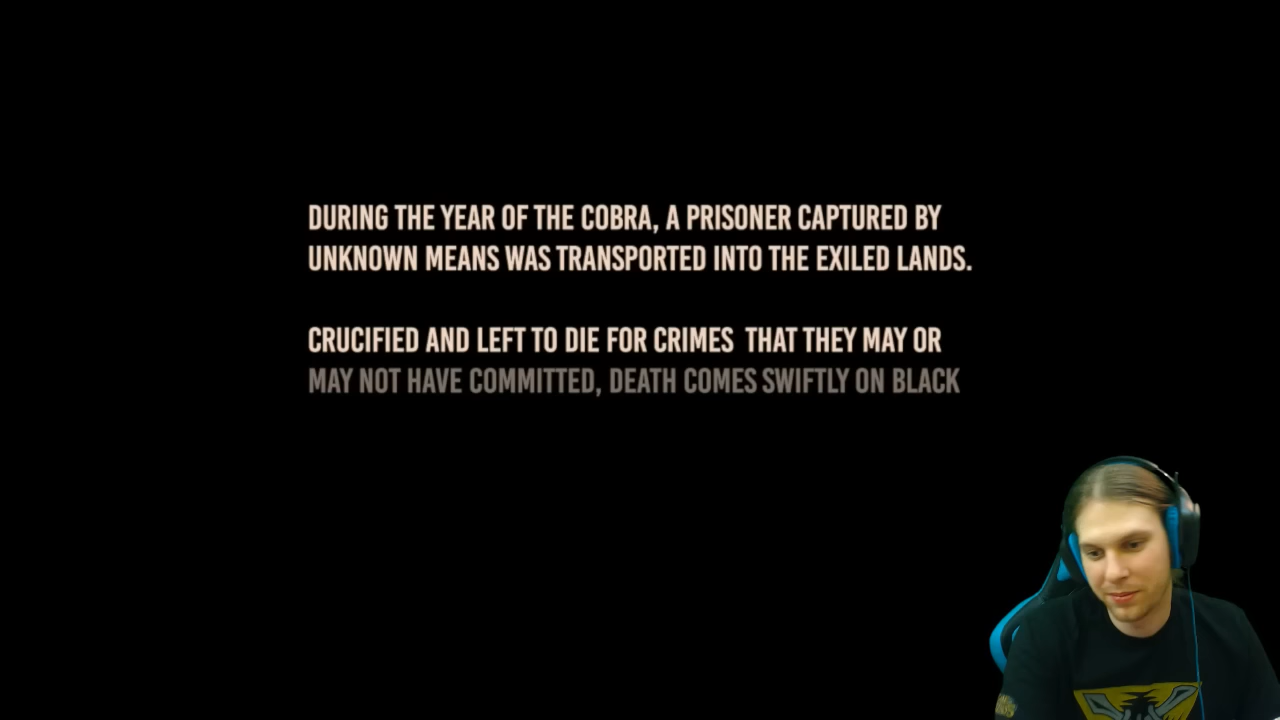 DURING THE YEAR OF THE COBRA, A PRISONER CAPTURED BY
UNKNOWN MEANS WAS TRANSPORTED INTO THE EXILED LANDS.
CRUCIFIED AND LEFT TO DIE FOR CRIMES THAT THEY MAY OR
MAY NOT HAVE COMMITTED, DEATH COMES SWIFTLY ON BLACK